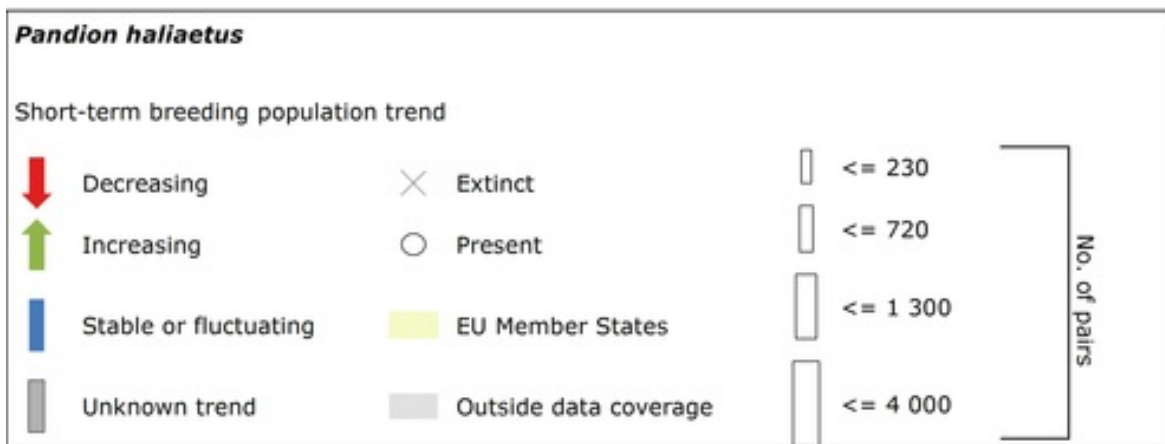 Pandion haliaetus
Short-term breeding population trend
Decreasing
Extinct
<= 230
Increasing
Present
<= 720
Stable or fluctuating
EU Member States
<= 1 300
Unknown trend
Outside data coverage
<= 4 000
No. of pairs